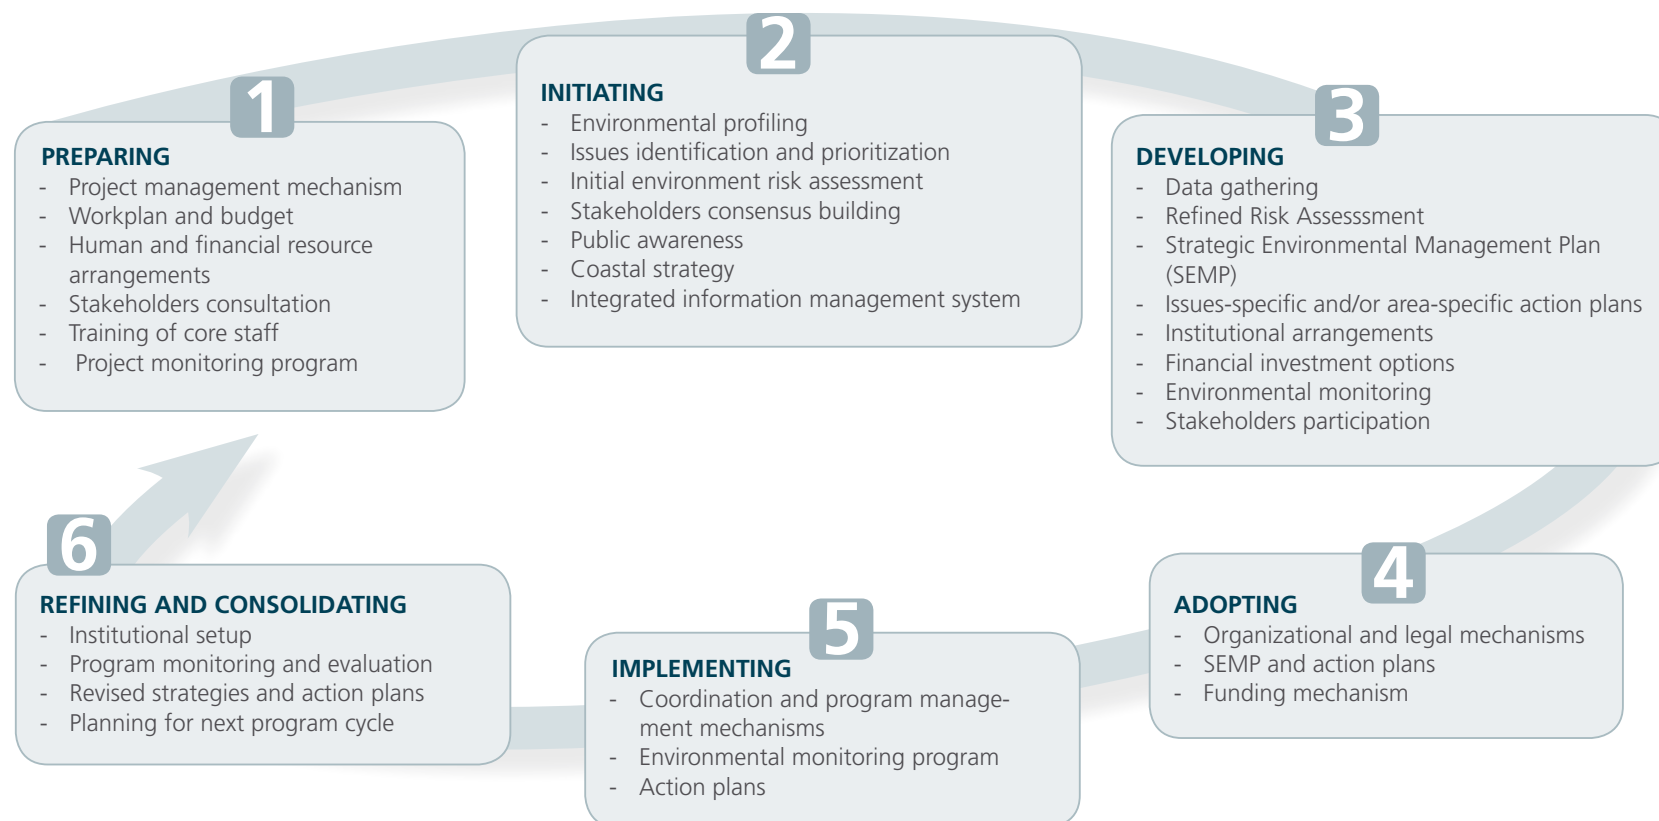 1
PREPARING
- Project management mechanism
- Workplan and budget
- Human and financial resource
arrangements
- Stakeholders consultation
- Training of core staff
- Project monitoring program
2
INITIATING
- Environmental profiling
- Issues identification and prioritization
- Initial environment risk assessment
- Stakeholders consensus building
- Public awareness
- Coastal strategy
- Integrated information management system
3
DEVELOPING
- Data gathering
- Refined Risk Assesssment
- Strategic Environmental Management Plan
(SEMP)
- Issues-specific and/or area-specific action plans
- Institutional arrangements
- Financial investment options
- Environmental monitoring
- Stakeholders participation
4
ADOPTING
- Organizational and legal mechanisms
- SEMP and action plans
- Funding mechanism
5
IMPLEMENTING
- Coordination and program manage-
ment mechanisms
- Environmental monitoring program
- Action plans
6
REFINING AND CONSOLIDATING
- Institutional setup
- Program monitoring and evaluation
- Revised strategies and action plans
- Planning for next program cycle